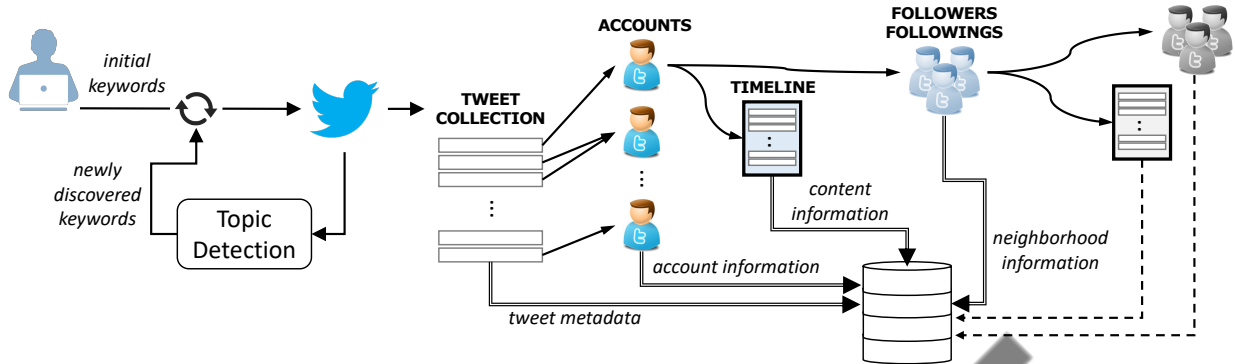 initial
keywords
newly
discovered
keywords
Topic
Detection
TWEET
COLLECTION
ACCOUNTS
TIMELINE
FOLLOWERS
FOLLOWINGS
content
information
account information
tweet metadata
neighborhood
information